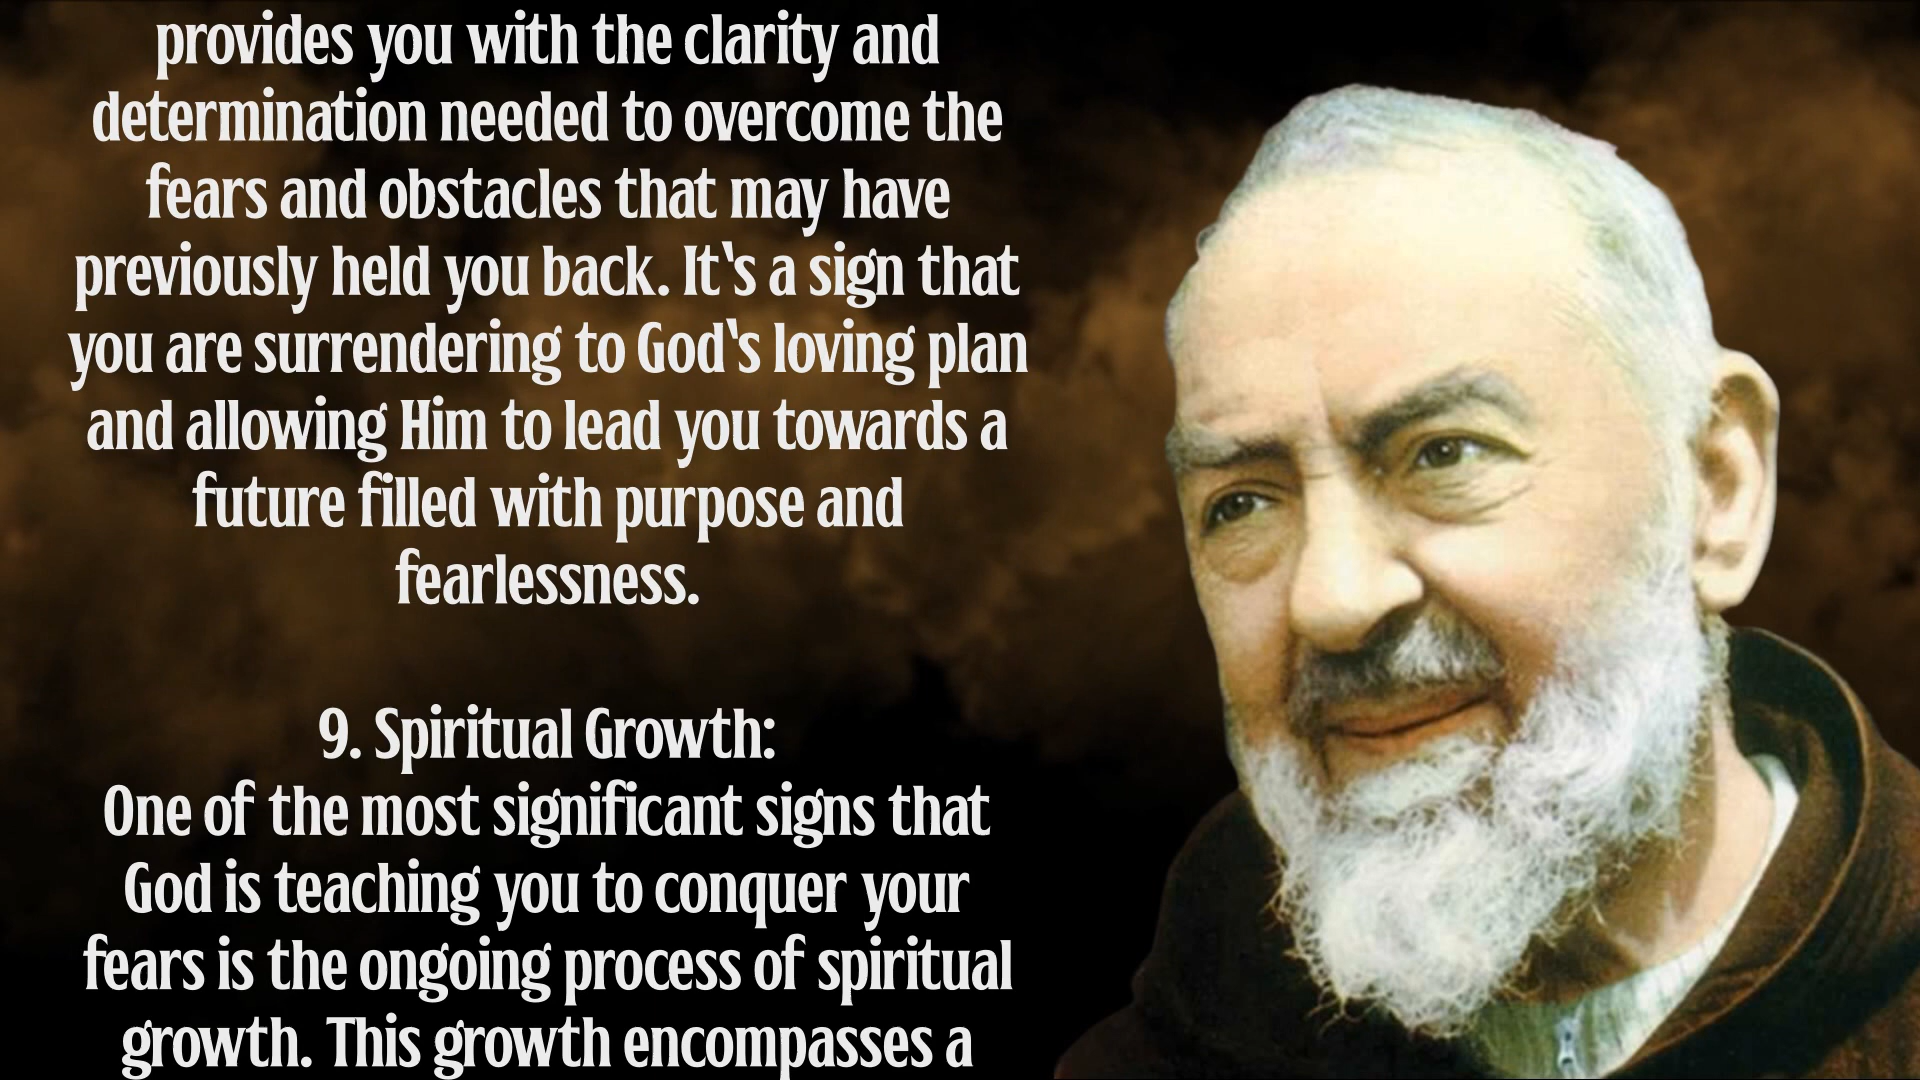 provides you with the clarity and
determination needed to overcome the
fears and obstacles that may have
previously held you back. It's a sign that
you are surrendering to God's loving plan
and allowing Him to lead you towards a
future filled with purpose and
fearlessness.
9. Spiritual Growth:
One of the most significant signs that
God is teaching you to conquer your
fears is the ongoing process of spiritual
growth. This growth encompasses a